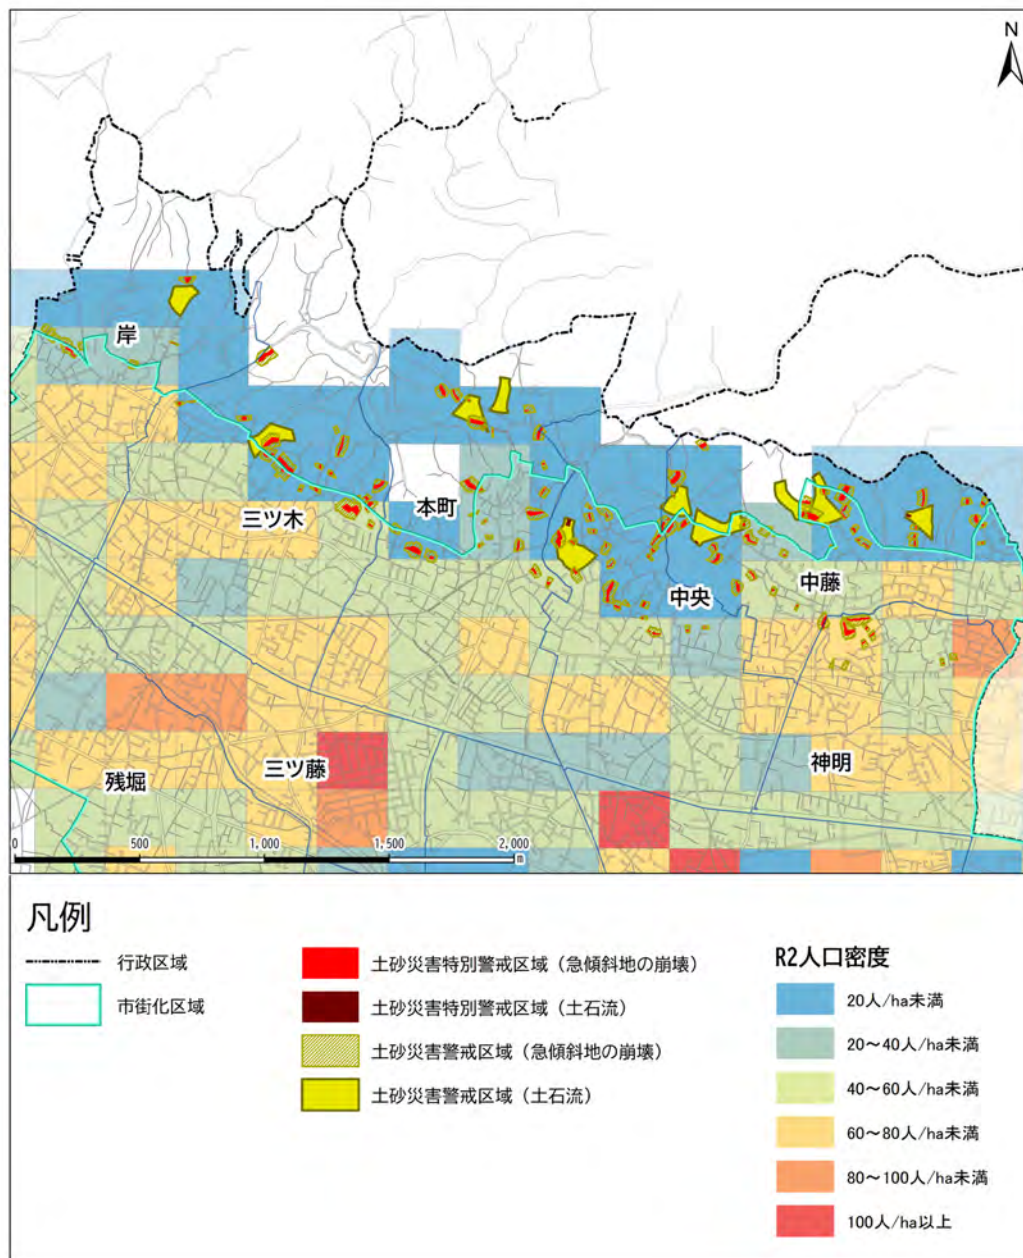 N
岸
三ツ木
本町
中央
中藤
残堀
三ツ藤
神明
0 500 1,000 1,500 2,000
m
凡例
行政区域
市街化区域
土砂災害特別警戒区域（急傾斜地の崩壊）
土砂災害特別警戒区域（土石流）
土砂災害警戒区域（急傾斜地の崩壊）
土砂災害警戒区域（土石流）
R2人口密度
20人/ha未満
20～40人/ha未満
40～60人/ha未満
60～80人/ha未満
80～100人/ha未満
100人/ha以上